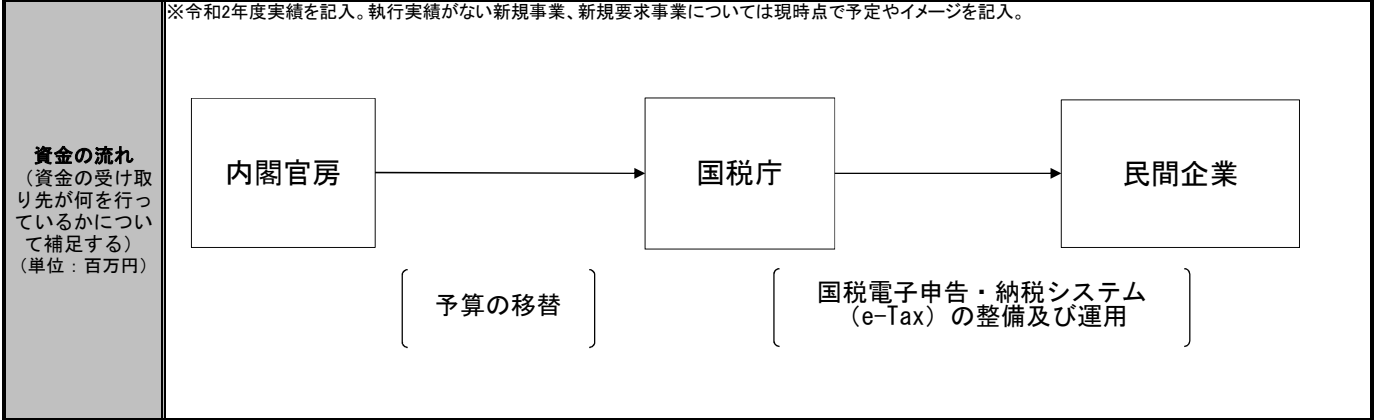 ※令和2年度実績を記入。執行実績がない新規事業、新規要求事業については現時点で予定やイメージを記入。
資金の流れ
（資金の受け取
り先が何を行っ
ているかについ
て補足する）
（単位：百万円）
内閣官房
国税庁
民間企業
予算の移替
国税電子申告・納税システム
（e-Tax）の整備及び運用